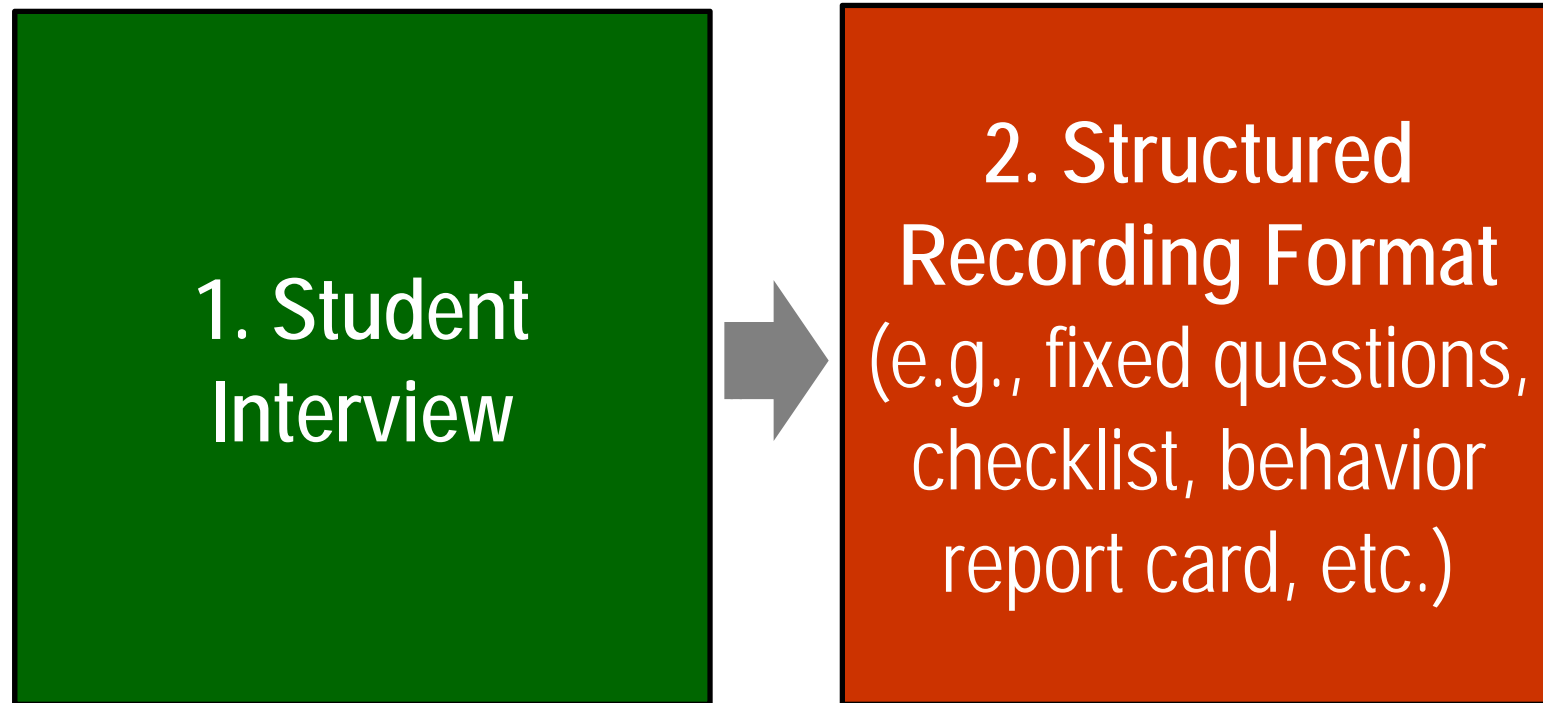 1. Student
Interview
2. Structured
Recording Format
(e.g., fixed questions,
checklist, behavior
report card, etc.)